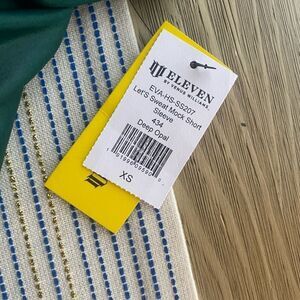 ELEVEN
BY VENUS WILLIAMS.
EVA-HS-SS207
Let'S Sweat Mock Short
Sleeve
434
Deep Opal
XS